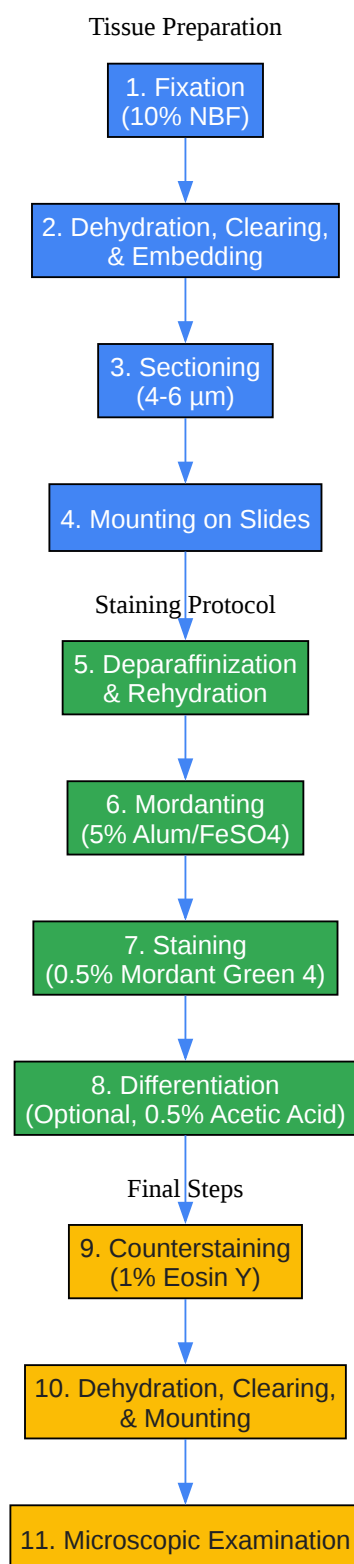 Tissue Preparation
1. Fixation
(10% NBF)
2. Dehydration, Clearing,
& Embedding
3. Sectioning
(4-6 µm)
4. Mounting on Slides
Staining Protocol
5. Deparaffinization
& Rehydration
6. Mordanting
(5% Alum/FeSO4)
7. Staining
(0.5% Mordant Green 4)
8. Differentiation
(Optional, 0.5% Acetic Acid)
Final Steps
9. Counterstaining
(1% Eosin Y)
10. Dehydration, Clearing,
& Mounting
11. Microscopic Examination